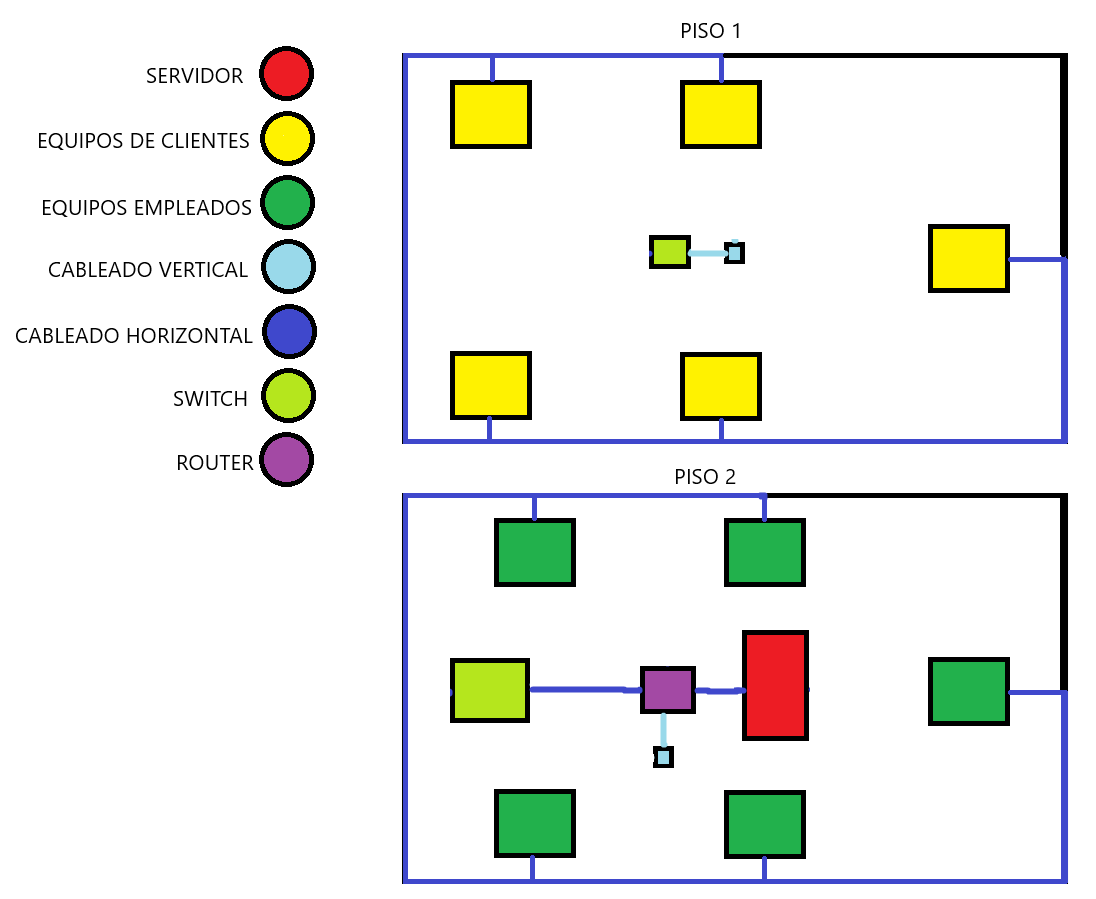 PISO 1
SERVIDOR
EQUIPOS DE CLIENTES
EQUIPOS EMPLEADOS
CABLEADO VERTICAL
CABLEADO HORIZONTAL
SWITCH
ROUTER
PISO 2